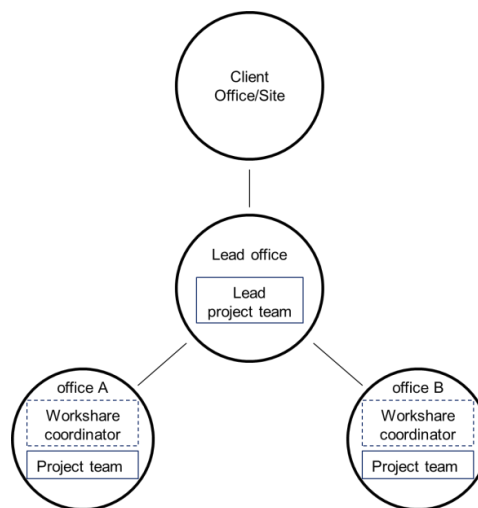 Client
Office/Site
Lead office
Lead
project team
office A
Workshare
coordinator
Project team
office B
Workshare
coordinator
Project team